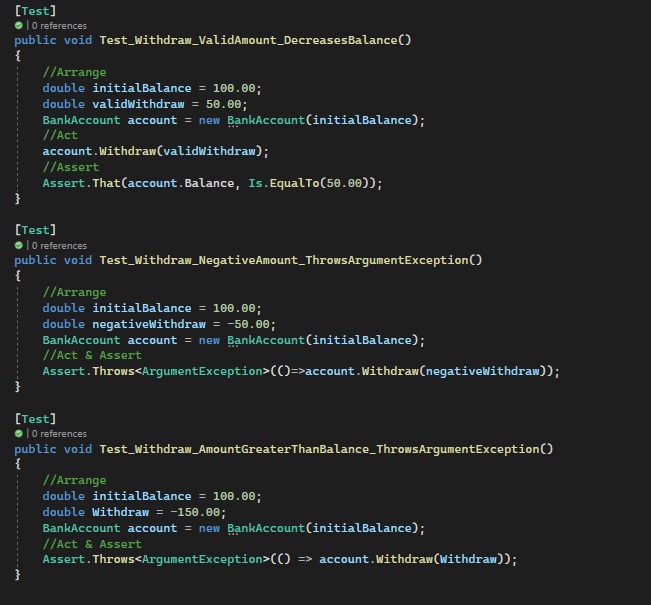 [Test]
| 0 references
public void Test_Withdraw_ValidAmount_DecreasesBalance()
{
//Arrange
double initialBalance = 100.00;
double validWithdraw = 50.00;
BankAccount account = new BankAccount(initialBalance);
//Act
account.Withdraw(validWithdraw);
//Assert
Assert.That(account.Balance, Is.EqualTo(50.00));
}
[Test]
| 0 references
public void Test_Withdraw_NegativeAmount_ThrowsArgumentException()
{
//Arrange
double initialBalance = 100.00;
double negativeWithdraw = -50.00;
BankAccount account = new BankAccount(initialBalance);
//Act & Assert
Assert.Throws<ArgumentException>(()=>account.Withdraw(negativeWithdraw));
}
[Test]
| 0 references
public void Test_Withdraw_AmountGreaterThanBalance_ThrowsArgumentException()
{
//Arrange
double initialBalance = 100.00;
double Withdraw = -150.00;
BankAccount account = new BankAccount(initialBalance);
//Act & Assert
Assert.Throws<ArgumentException>(() => account.Withdraw(Withdraw));
}